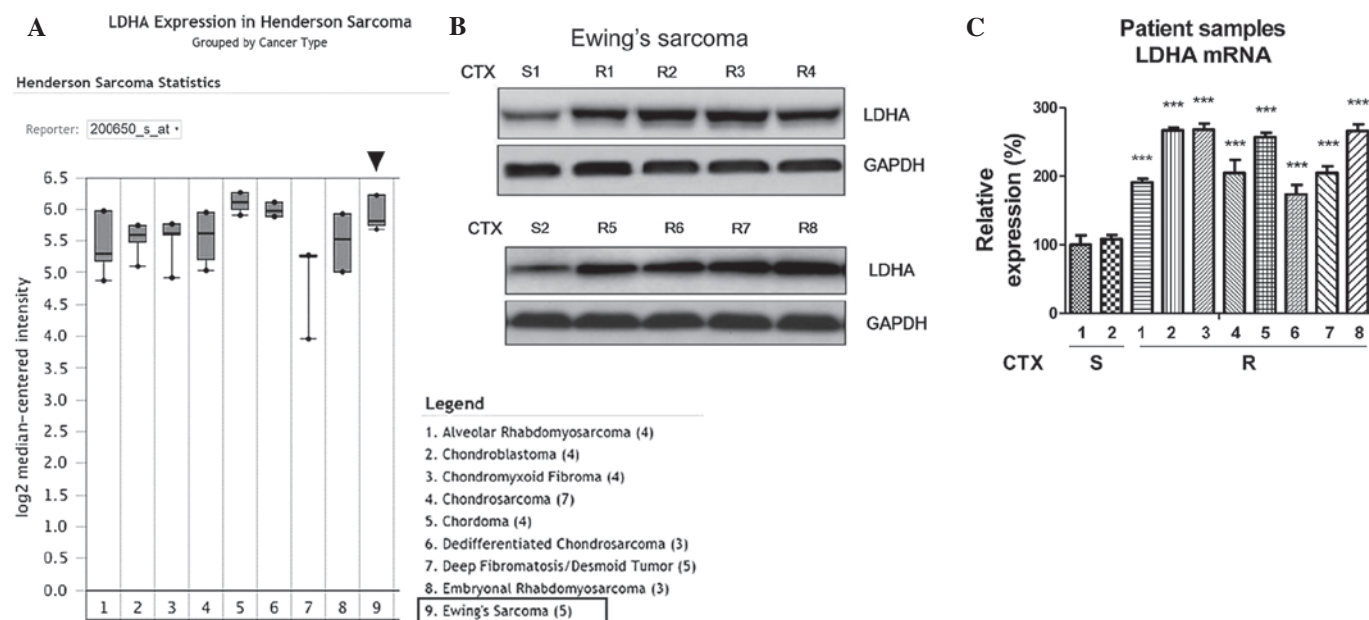 A
LDHA Expression in Henderson Sarcoma
Grouped by Cancer Type
Henderson Sarcoma Statistics
Reporter: 200650_s_at
6.5
6.0
5.5
5.0
4.5
4.0
3.5
3.0
2.5
2.0
1.5
1.0
0.5
0.0
log2 median-centered intensity
1 2 3 4 5 6 7 8 9
B
Ewing's sarcoma
CTX S1 R1 R2 R3 R4
LDHA
GAPDH
CTX S2 R5 R6 R7 R8
LDHA
GAPDH
Legend
1. Alveolar Rhabdomyosarcoma (4)
2. Chondroblastoma (4)
3. Chondromyxoid Fibroma (4)
4. Chondrosarcoma (7)
5. Chordoma (4)
6. Dedifferentiated Chondrosarcoma (3)
7. Deep Fibromatosis/Desmoid Tumor (5)
8. Embryonal Rhabdomyosarcoma (3)
9. Ewing's Sarcoma (5)
C
Patient samples
LDHA mRNA
Relative
expression (%)
300
200
100
0
*** *** *** *** *** *** *** ***
1 2 1 2 3 4 5 6 7 8
CTX S R